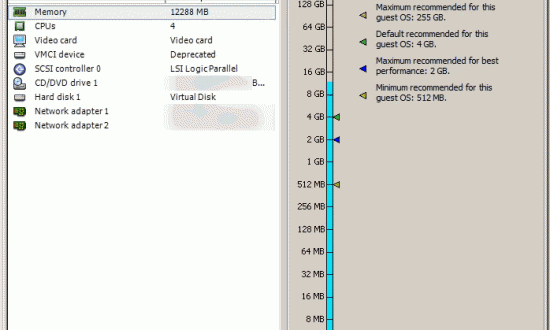 Memory 12288 MB
CPUs 4
Video card Video card
VMCI device Deprecated
SCSI controller 0 LSI Logic Parallel
CD/DVD drive 1 B...
Hard disk 1 Virtual Disk
Network adapter 1
Network adapter 2
128 GB
64 GB
32 GB
16 GB
8 GB
4 GB
2 GB
1 GB
512 MB
256 MB
128 MB
64 MB
32 MB
16 MB
8 MB
Maximum recommended for this
guest OS: 255 GB.
Default recommended for this
guest OS: 4 GB.
Maximum recommended for best
performance: 2 GB.
Minimum recommended for this
guest OS: 512 MB.